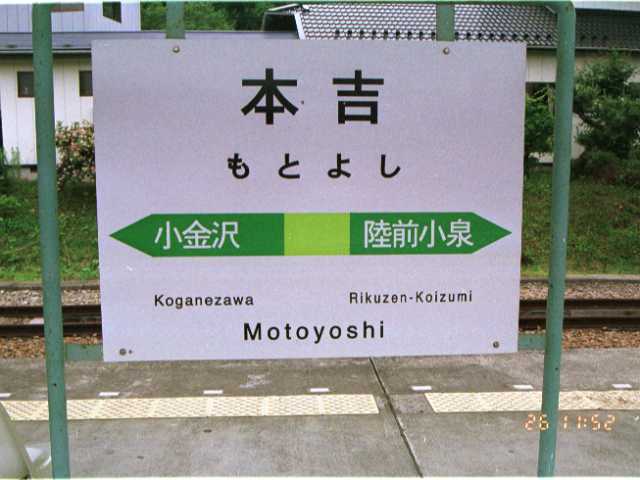 本吉
もとよし
小金沢 陸前小泉
Koganezawa Rikuzen-Koizumi
Motoyoshi
26 11:52